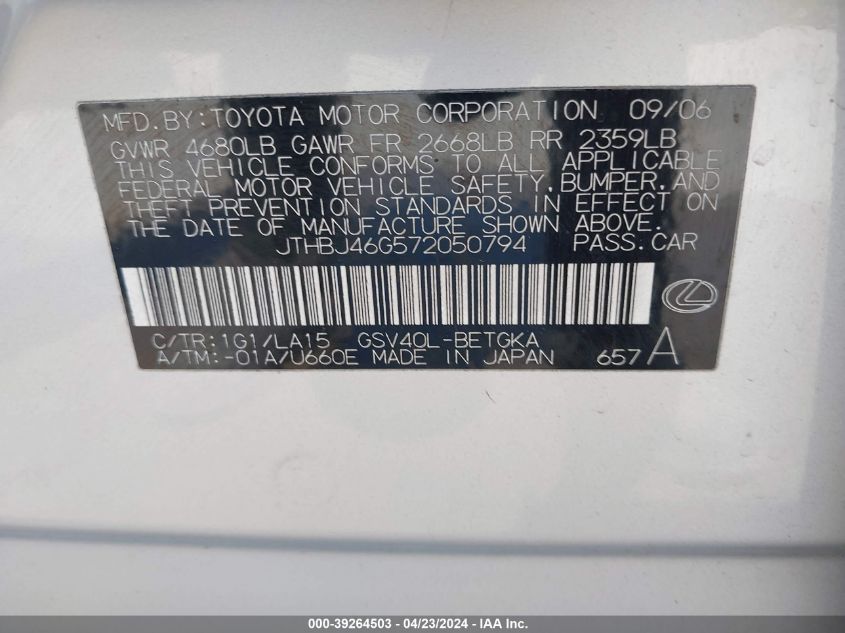 MFD.BY:TOYOTA MOTOR CORPORATION 09/06
GVWR 4680LB GAWR FR 2668LB RR 2359LB
THIS VEHICLE CONFORMS TO ALL APPLICABLE
FEDERAL MOTOR VEHICLE SAFETY,BUMPER,AND
THEFT PREVENTION STANDARDS IN EFFECT ON
THE DATE OF MANUFACTURE SHOWN ABOVE.
JTHBJ46G572050794 PASS.CAR
C/TR:1G1/LA15 GSV40L-BETGKA
A/TM:-01A/U660E MADE IN JAPAN 657A
000-39264503 - 04/23/2024 - IAA Inc.